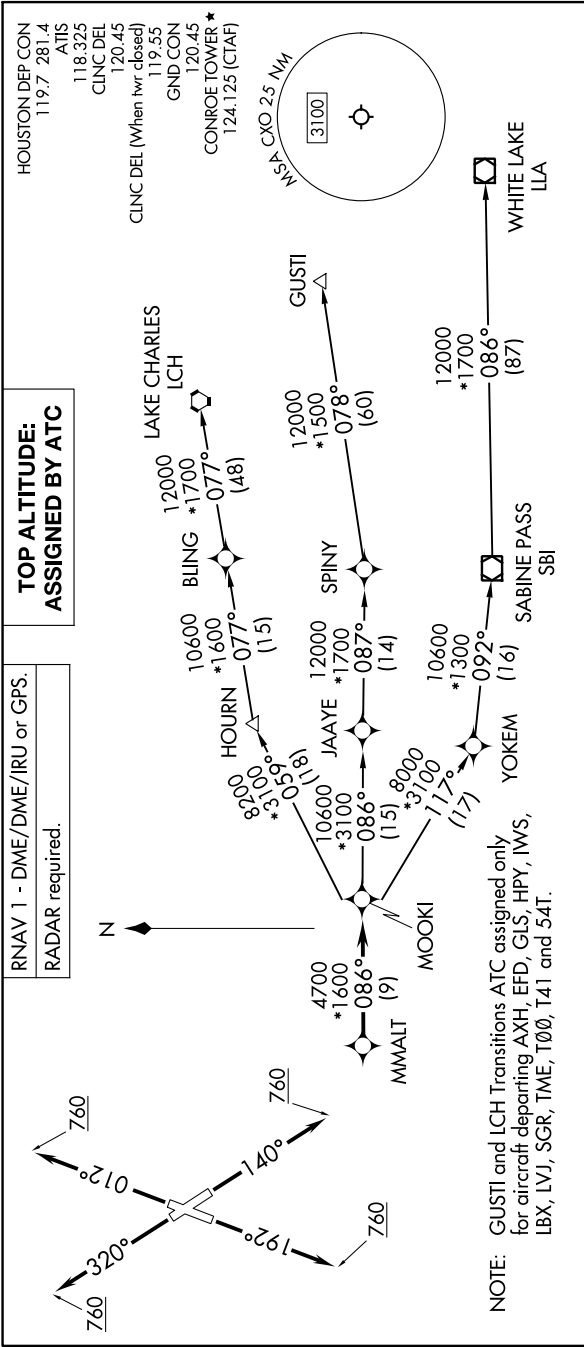 RNAV 1 - DME/DME/IRU or GPS.
RADAR required.
TOP ALTITUDE:
ASSIGNED BY ATC
HOUSTON DEP CON
119.7 281.4
ATIS
118.325
CLNC DEL
120.45
CLNC DEL (When twr closed)
119.55
GND CON
120.45
CONROE TOWER ★
124.125 (CTAF)
MSA CXO 25 NM
3100
N
760
760
760
760
320°
012°
192°
140°
MMALT
4700
*1600
086°
(9)
MOOKI
8200
*3100
059°
(18)
HOURN
10600
*1600
077°
(15)
BLING
12000
*1700
077°
(48)
LAKE CHARLES
LCH
10600
*3100
086°
(15)
JAAYE
12000
*1700
087°
(14)
SPINY
12000
*1500
078°
(60)
GUSTI
8000
*3100
117°
(17)
YOKEM
10600
*1300
092°
(16)
SABINE PASS
SBI
12000
*1700
086°
(87)
WHITE LAKE
LLA
NOTE: GUSTI and LCH Transitions ATC assigned only
for aircraft departing AXH, EFD, GLS, HPY, IWS,
LBX, LVJ, SGR, TME, TØØ, T41 and 54T.